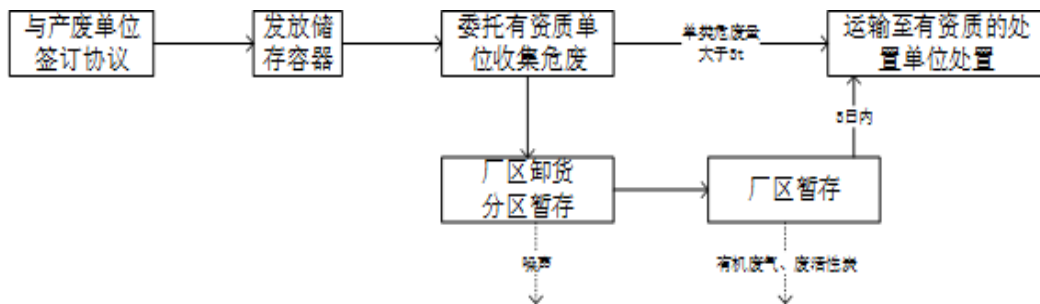 与产废单位
签订协议
发放储
存容器
委托有资质单
位收集危废
单类危废量
大于5t
运输至有资质的处
置单位处置
5日内
厂区卸货
分区暂存
厂区暂存
噪声
有机废气、废活性炭